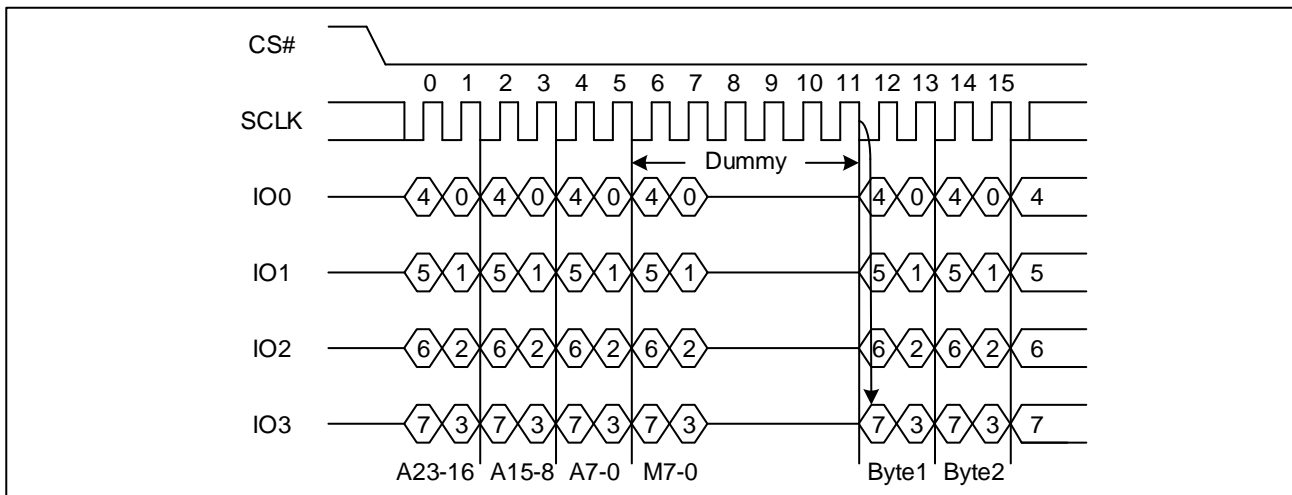 CS#
0 1 2 3 4 5 6 7 8 9 10 11 12 13 14 15
SCLK
Dummy
IO0 4 0 4 0 4 0 4 0 4 0 4 0 4
IO1 5 1 5 1 5 1 5 1 5 1 5 1 5
IO2 6 2 6 2 6 2 6 2 6 2 6 2 6
IO3 7 3 7 3 7 3 7 3 7 3 7 3 7
A23-16 A15-8 A7-0 M7-0 Byte1 Byte2